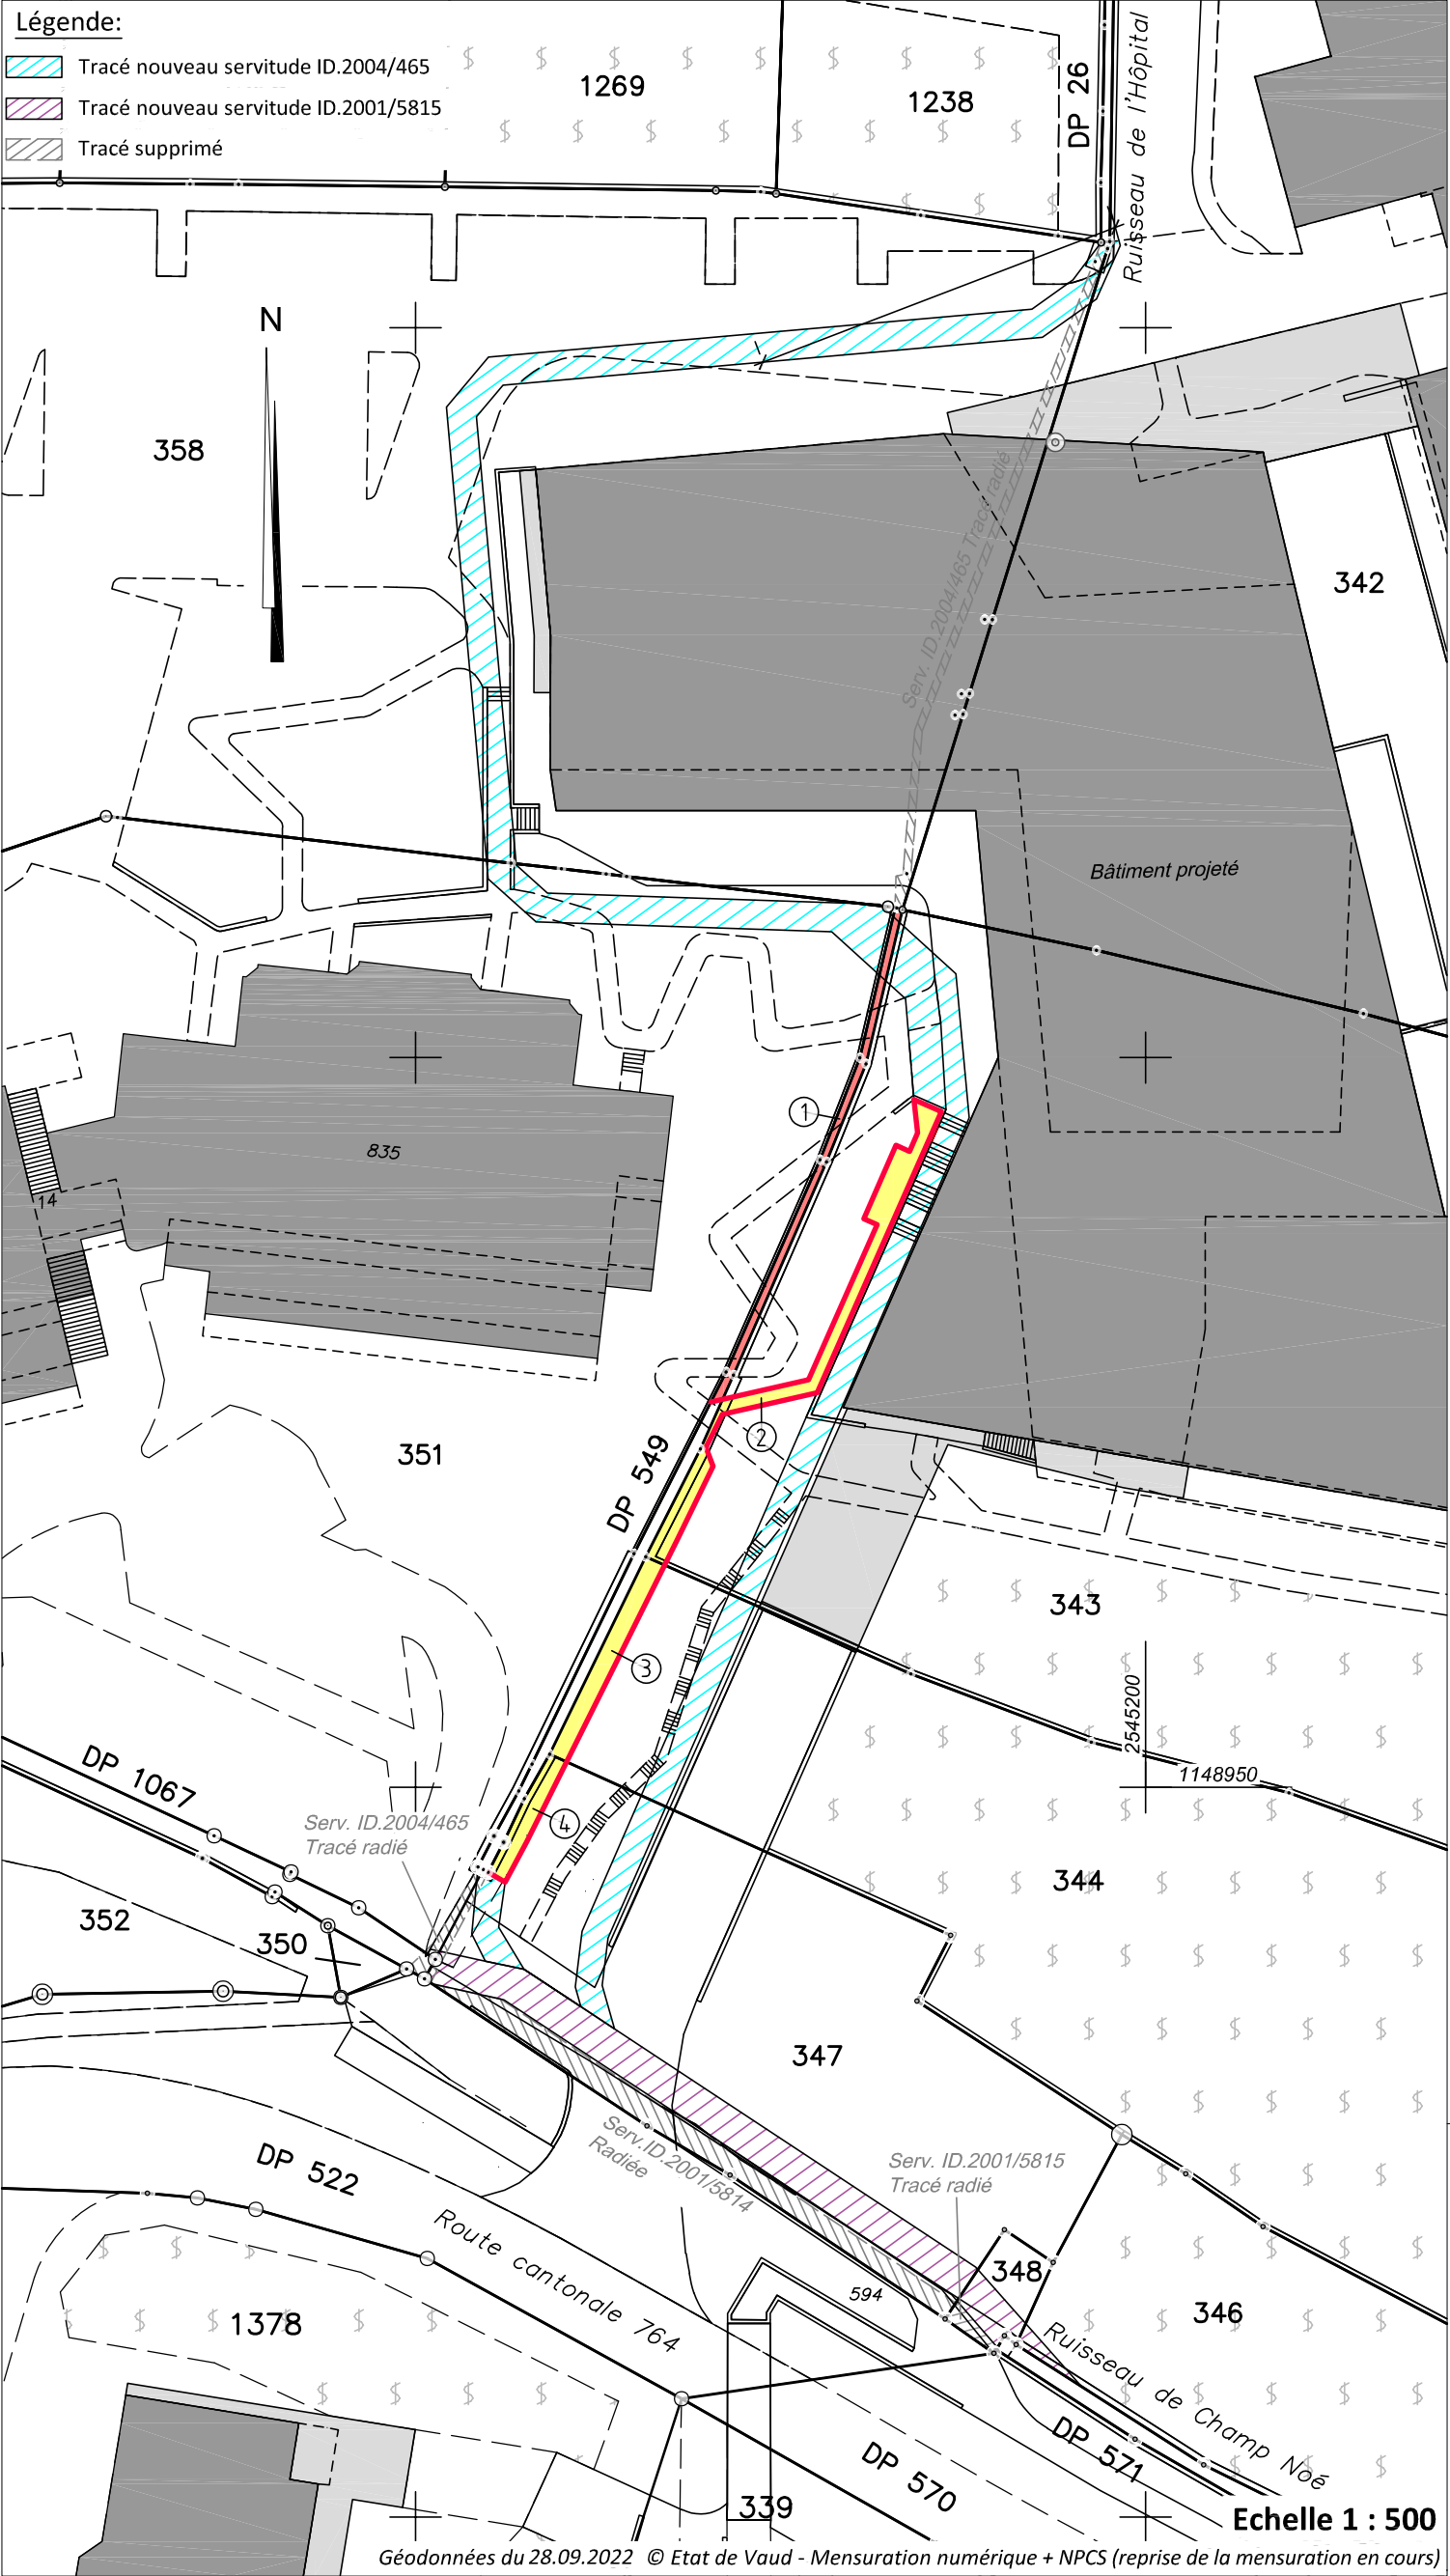 Légende:
Tracé nouveau servitude ID.2004/465
Tracé nouveau servitude ID.2001/5815
Tracé supprimé
1269
1238
DP 26
Ruisseau de l'Hôpital
N
358
Serv. ID.2004/465 Tracé radié
342
Bâtiment projeté
1
835
14
2
351
DP 549
343
3
2545200
1148950
DP 1067
4
Serv. ID.2004/465
Tracé radié
344
352
350
347
Serv.ID.2001/5814
Radiée
Serv. ID.2001/5815
Tracé radié
DP 522
Route cantonale 764
348
594
346
1378
Ruisseau de Champ Noé
DP 571
DP 570
339
Echelle 1 : 500
Géodonnées du 28.09.2022 © Etat de Vaud - Mensuration numérique + NPCS (reprise de la mensuration en cours)